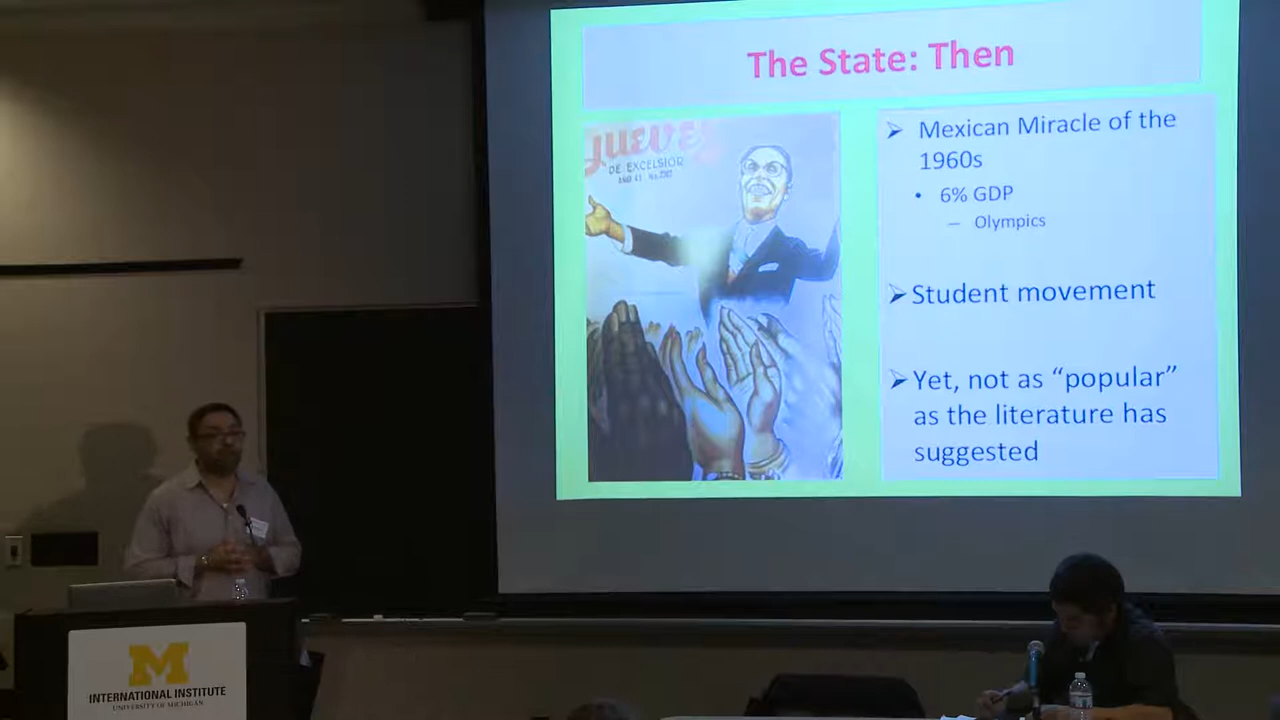 The State: Then
JUEVES
DE EXCELSIOR
➢ Mexican Miracle of the
1960s
• 6% GDP
– Olympics
➢ Student movement
➢ Yet, not as “popular”
as the literature has
suggested
M
INTERNATIONAL INSTITUTE
UNIVERSITY OF MICHIGAN